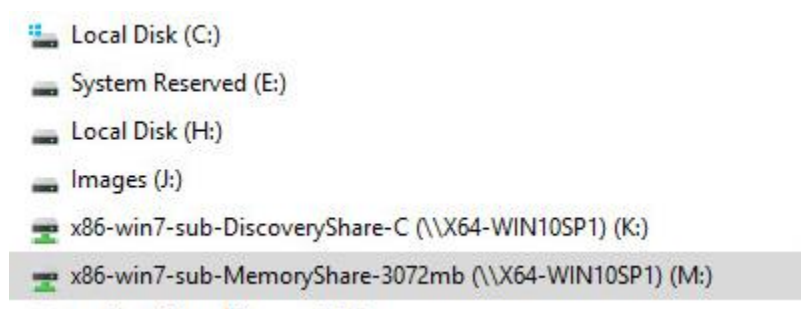 Local Disk (C:)
System Reserved (E:)
Local Disk (H:)
Images (J:)
x86-win7-sub-DiscoveryShare-C (\\X64-WIN10SP1) (K:)
x86-win7-sub-MemoryShare-3072mb (\\X64-WIN10SP1) (M:)